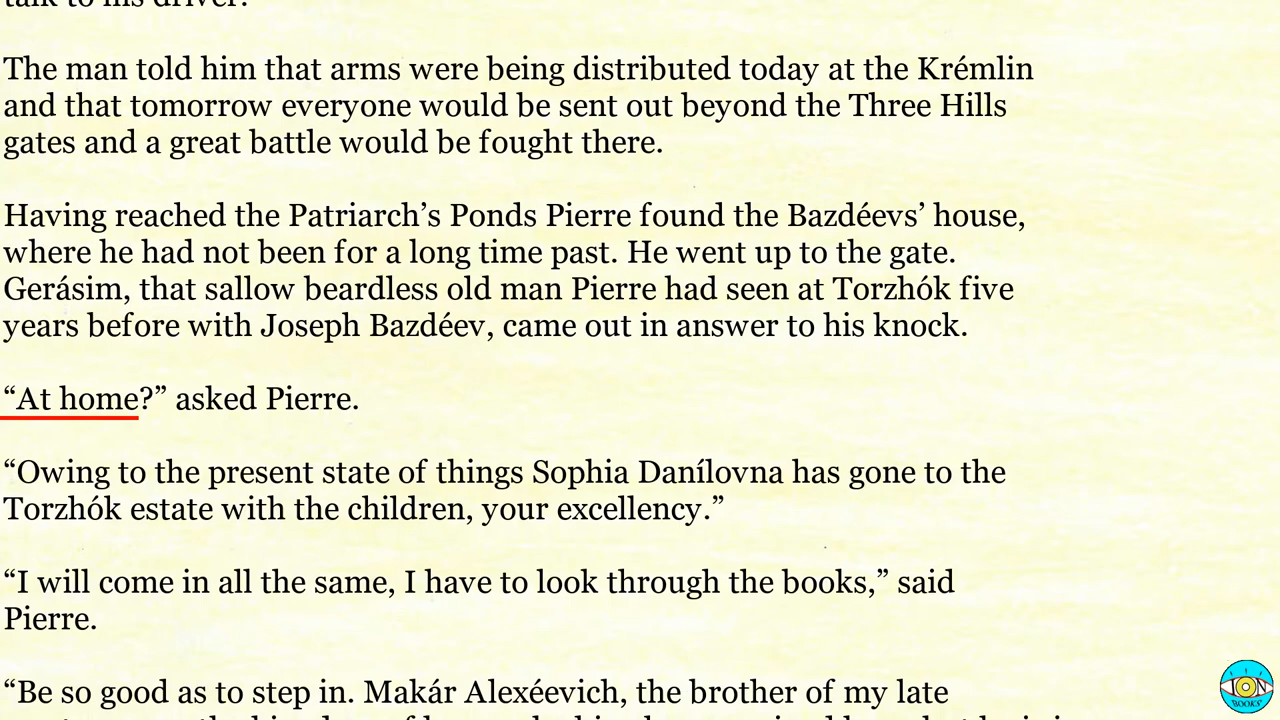 talk to his driver.
The man told him that arms were being distributed today at the Krémlin
and that tomorrow everyone would be sent out beyond the Three Hills
gates and a great battle would be fought there.
Having reached the Patriarch’s Ponds Pierre found the Bazdéevs’ house,
where he had not been for a long time past. He went up to the gate.
Gerásim, that sallow beardless old man Pierre had seen at Torzhók five
years before with Joseph Bazdéev, came out in answer to his knock.
“At home?” asked Pierre.
“Owing to the present state of things Sophia Danílovna has gone to the
Torzhók estate with the children, your excellency.”
“I will come in all the same, I have to look through the books,” said
Pierre.
“Be so good as to step in. Makár Alexéevich, the brother of my late
ION
BOOKS